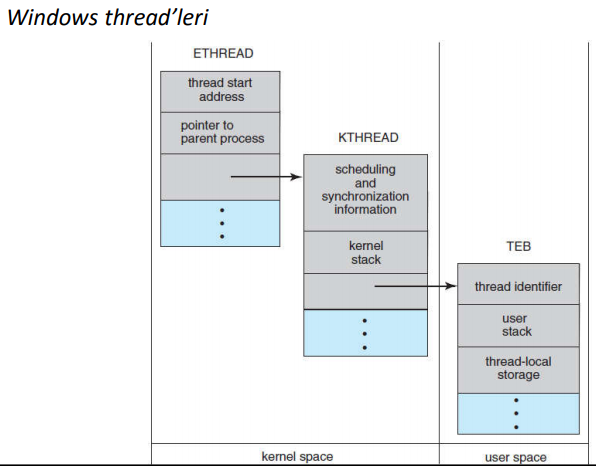 Windows thread’leri
ETHREAD
thread start
address
pointer to
parent process
KTHREAD
scheduling
and
synchronization
information
kernel
stack
TEB
thread identifier
user
stack
thread-local
storage
kernel space
user space